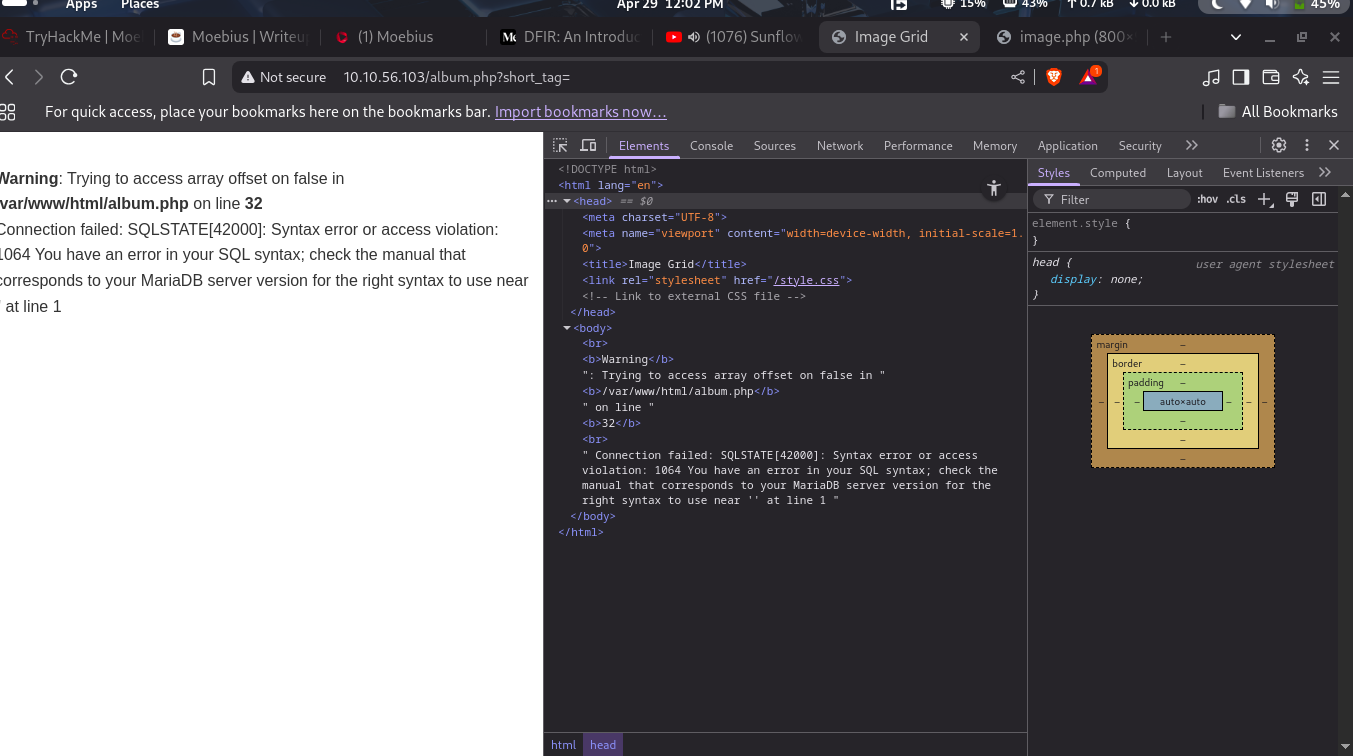 Apps Places Apr 29 12:02 PM 15% 43% 0.7 kB 0.0 kB 45%
TryHackMe | Moe Moebius | Writeu (1) Moebius DFIR: An Introduc (1076) Sunflow Image Grid image.php (800×
Not secure 10.10.56.103/album.php?short_tag= 1
For quick access, place your bookmarks here on the bookmarks bar. Import bookmarks now… All Bookmarks
Warning: Trying to access array offset on false in
/var/www/html/album.php on line 32
Connection failed: SQLSTATE[42000]: Syntax error or access violation:
1064 You have an error in your SQL syntax; check the manual that
corresponds to your MariaDB server version for the right syntax to use near
'' at line 1
Elements Console Sources Network Performance Memory Application Security
<!DOCTYPE html>
<html lang="en">
<head> == $0
<meta charset="UTF-8">
<meta name="viewport" content="width=device-width, initial-scale=1.
0">
<title>Image Grid</title>
<link rel="stylesheet" href="/style.css">
<!-- Link to external CSS file -->
</head>
<body>
<br>
<b>Warning</b>
": Trying to access array offset on false in "
<b>/var/www/html/album.php</b>
" on line "
<b>32</b>
<br>
" Connection failed: SQLSTATE[42000]: Syntax error or access
violation: 1064 You have an error in your SQL syntax; check the
manual that corresponds to your MariaDB server version for the
right syntax to use near '' at line 1 "
</body>
</html>
html head
Styles Computed Layout Event Listeners
Filter :hov .cls
element.style {
}
head { user agent stylesheet
display: none;
}
margin –
border –
padding –
– – – auto×auto – – –
–
–
–